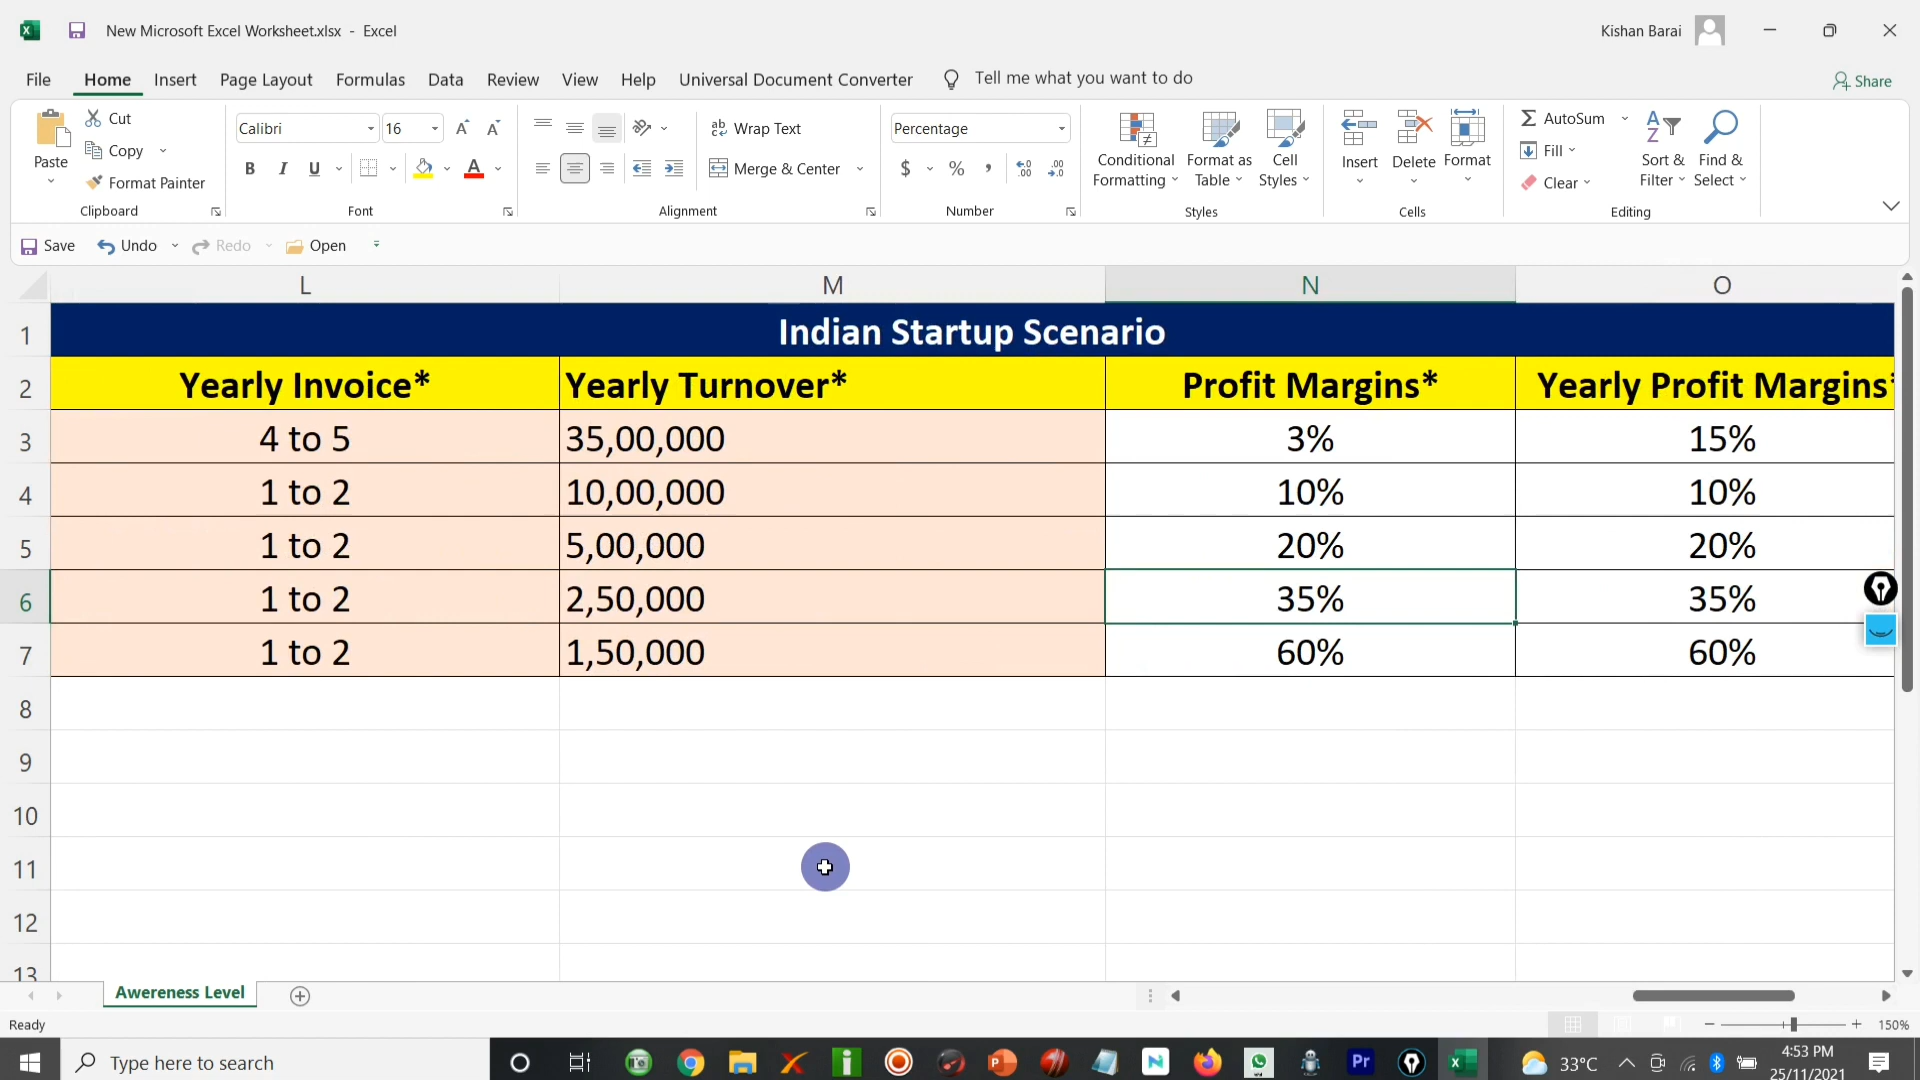 New Microsoft Excel Worksheet.xlsx - Excel
Kishan Barai
File Home Insert Page Layout Formulas Data Review View Help Universal Document Converter Tell me what you want to do Share
Paste
Cut
Copy
Format Painter
Clipboard
Calibri 16
B I U A
Font
Wrap Text
Merge & Center
Alignment
Percentage
$ % ,
Number
Conditional
Formatting
Format as
Table
Cell
Styles
Styles
Insert Delete Format
Cells
AutoSum
Fill
Clear
Sort &
Filter
Find &
Select
Editing
Save Undo Redo Open
L M N O
1 Indian Startup Scenario
2 Yearly Invoice* Yearly Turnover* Profit Margins* Yearly Profit Margins*
3 4 to 5 35,00,000 3% 15%
4 1 to 2 10,00,000 10% 10%
5 1 to 2 5,00,000 20% 20%
6 1 to 2 2,50,000 35% 35%
7 1 to 2 1,50,000 60% 60%
8
9
10
11
12
13
Awereness Level
Ready
150%
Type here to search
33°C
4:53 PM
25/11/2021